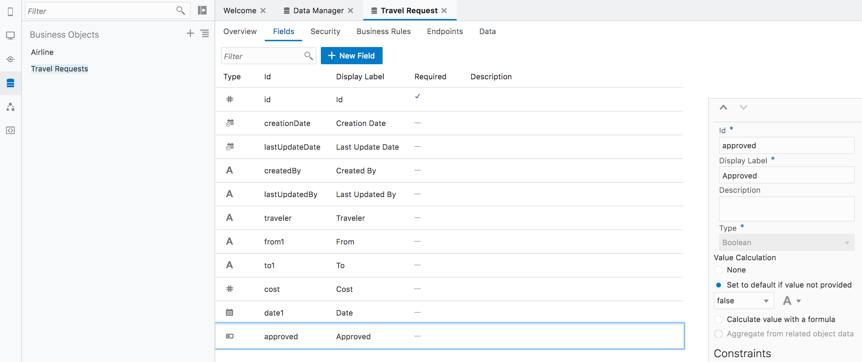 Filter
Welcome
Data Manager
Travel Request
Business Objects
Airline
Travel Requests
Overview Fields Security Business Rules Endpoints Data
Filter
+ New Field
Type Id Display Label Required Description
# id Id ✓
creationDate Creation Date —
lastUpdateDate Last Update Date —
A createdBy Created By —
A lastUpdatedBy Last Updated By —
A traveler Traveler —
A from1 From —
A to1 To —
# cost Cost —
date1 Date —
approved Approved —
Id *
approved
Display Label *
Approved
Description
Type *
Boolean
Value Calculation
None
Set to default if value not provided
false A
Calculate value with a formula
Aggregate from related object data
Constraints